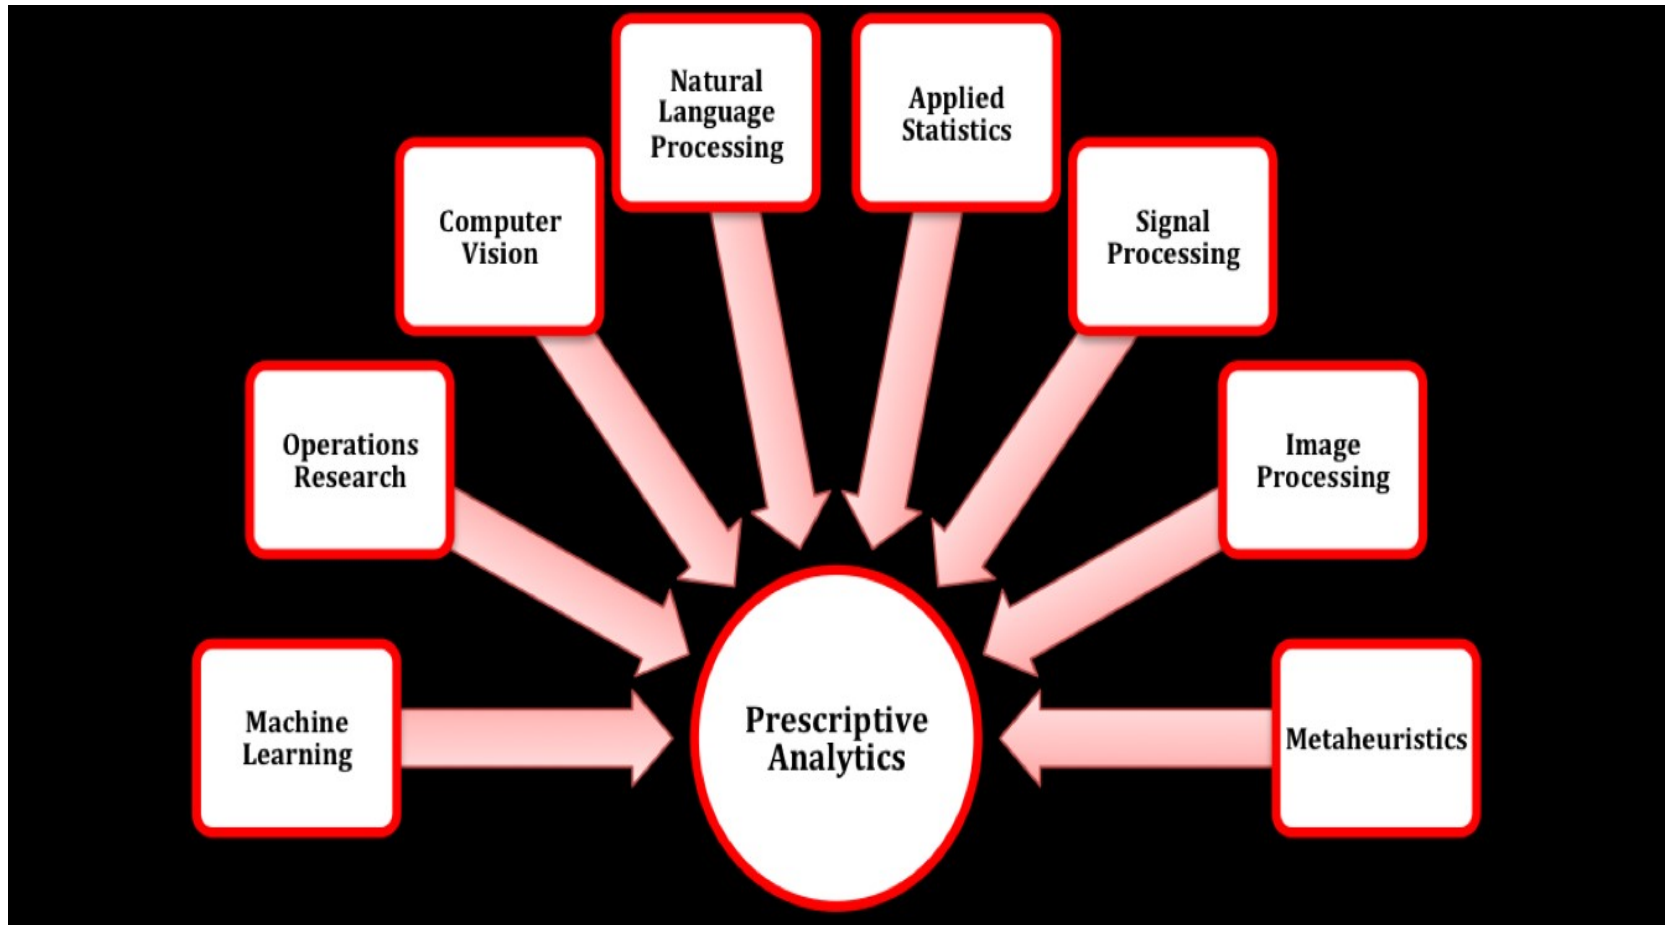 Natural
Language
Processing
Applied
Statistics
Computer
Vision
Signal
Processing
Operations
Research
Image
Processing
Machine
Learning
Prescriptive
Analytics
Metaheuristics